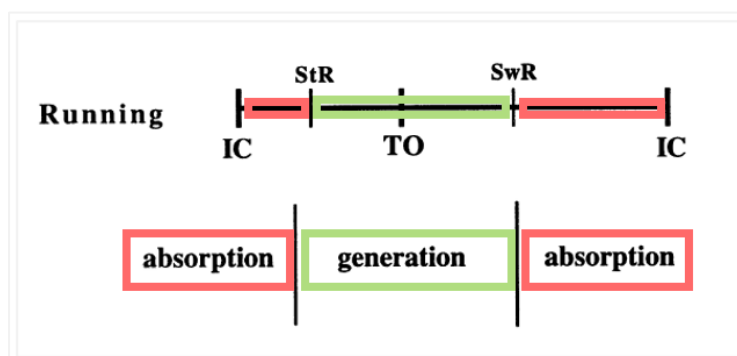 StR SwR
Running
IC TO IC
absorption generation absorption